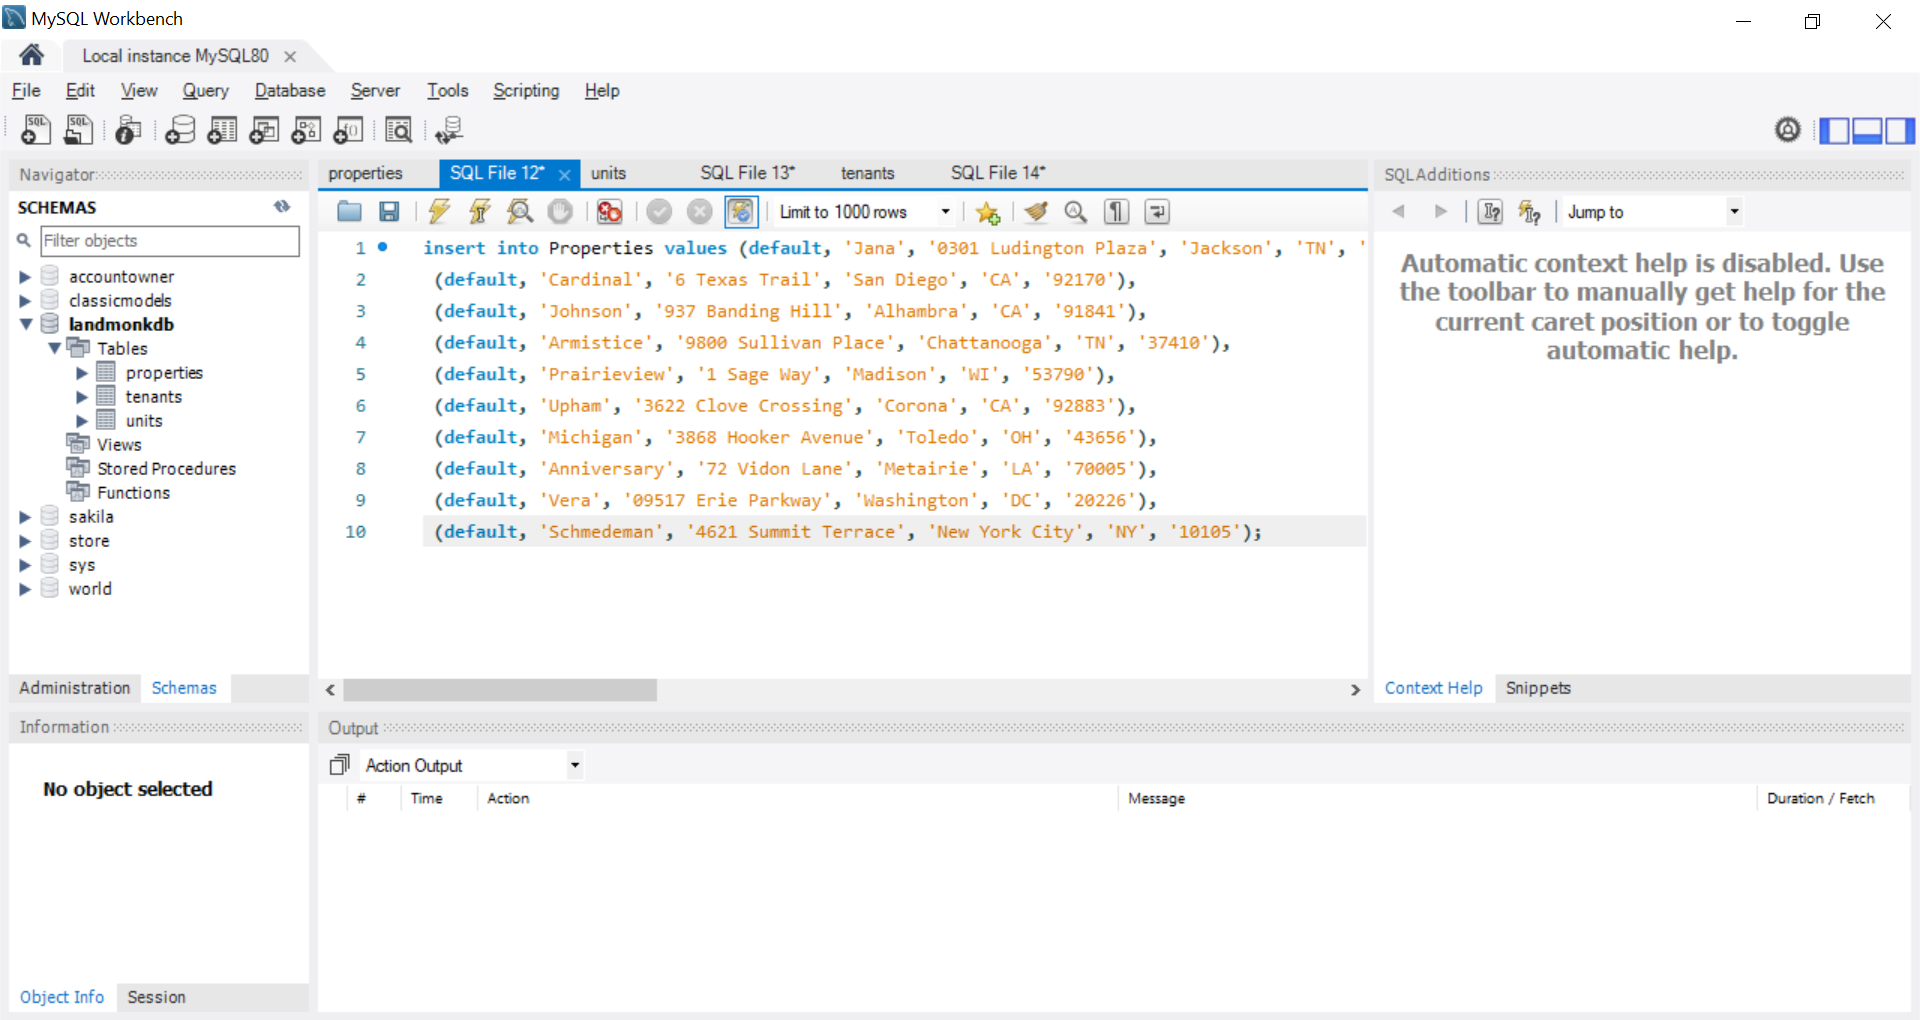 MySQL Workbench
Local instance MySQL80
File Edit View Query Database Server Tools Scripting Help
Navigator
SCHEMAS
Filter objects
accountowner
classicmodels
landmonkdb
Tables
properties
tenants
units
Views
Stored Procedures
Functions
sakila
store
sys
world
Administration Schemas
Information
No object selected
Object Info Session
properties SQL File 12* units SQL File 13* tenants SQL File 14*
Limit to 1000 rows
1 insert into Properties values (default, 'Jana', '0301 Ludington Plaza', 'Jackson', 'TN', '
2 (default, 'Cardinal', '6 Texas Trail', 'San Diego', 'CA', '92170'),
3 (default, 'Johnson', '937 Banding Hill', 'Alhambra', 'CA', '91841'),
4 (default, 'Armistice', '9800 Sullivan Place', 'Chattanooga', 'TN', '37410'),
5 (default, 'Prairieview', '1 Sage Way', 'Madison', 'WI', '53790'),
6 (default, 'Upham', '3622 Clove Crossing', 'Corona', 'CA', '92883'),
7 (default, 'Michigan', '3868 Hooker Avenue', 'Toledo', 'OH', '43656'),
8 (default, 'Anniversary', '72 Vidon Lane', 'Metairie', 'LA', '70005'),
9 (default, 'Vera', '09517 Erie Parkway', 'Washington', 'DC', '20226'),
10 (default, 'Schmedeman', '4621 Summit Terrace', 'New York City', 'NY', '10105');
SQLAdditions
Jump to
Automatic context help is disabled. Use
the toolbar to manually get help for the
current caret position or to toggle
automatic help.
Context Help Snippets
Output
Action Output
# Time Action Message Duration / Fetch